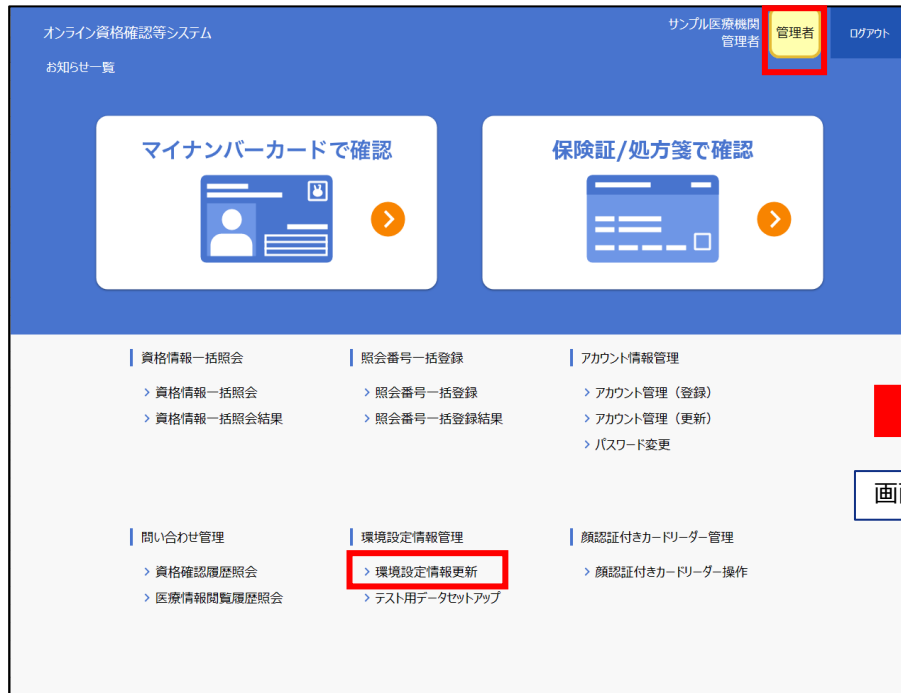 オンライン資格確認等システム
サンプル医療機関
管理者
管理者
ログアウト
お知らせ一覧
マイナンバーカードで確認
保険証/処方箋で確認
資格情報一括照会
> 資格情報一括照会
> 資格情報一括照会結果
照会番号一括登録
> 照会番号一括登録
> 照会番号一括登録結果
アカウント情報管理
> アカウント管理（登録）
> アカウント管理（更新）
> パスワード変更
問い合わせ管理
> 資格確認履歴照会
> 医療情報閲覧履歴照会
環境設定情報管理
> 環境設定情報更新
> テスト用データセットアップ
顔認証付きカードリーダー管理
> 顔認証付きカードリーダー操作
画